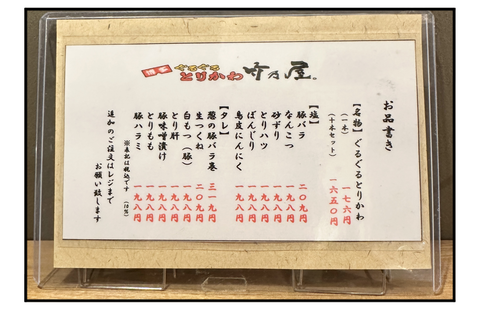 博多 ぐるぐる とりかわ 竹乃屋。
お品書き
【名物】ぐるぐるとりかわ
（一本） 一七六円
（十本セット） 一六五〇円
【塩】
豚バラ 二〇九円
なんこつ 一九八円
砂ずり 一九八円
とりハツ 一九八円
ぼんじり 一九八円
鳥皮にんにく 一九八円
【タレ】
葱の豚バラ巻 三一九円
生つくね 二〇九円
白もつ（豚） 一九八円
とり肝 一九八円
豚味噌漬け 一九八円
とりもも 一九八円
豚ハラミ 一九八円
※表記は税込です
追加のご注文はレジまで
お願い致します